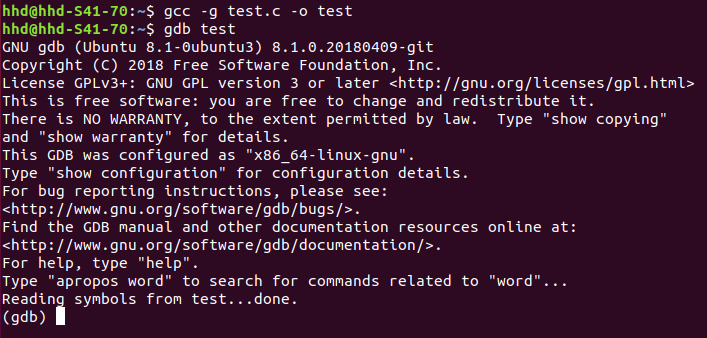 hhd@hhd-S41-70:~$ gcc -g test.c -o test
hhd@hhd-S41-70:~$ gdb test
GNU gdb (Ubuntu 8.1-0ubuntu3) 8.1.0.20180409-git
Copyright (C) 2018 Free Software Foundation, Inc.
License GPLv3+: GNU GPL version 3 or later <http://gnu.org/licenses/gpl.html>
This is free software: you are free to change and redistribute it.
There is NO WARRANTY, to the extent permitted by law.  Type "show copying"
and "show warranty" for details.
This GDB was configured as "x86_64-linux-gnu".
Type "show configuration" for configuration details.
For bug reporting instructions, please see:
<http://www.gnu.org/software/gdb/bugs/>.
Find the GDB manual and other documentation resources online at:
<http://www.gnu.org/software/gdb/documentation/>.
For help, type "help".
Type "apropos word" to search for commands related to "word"...
Reading symbols from test...done.
(gdb)